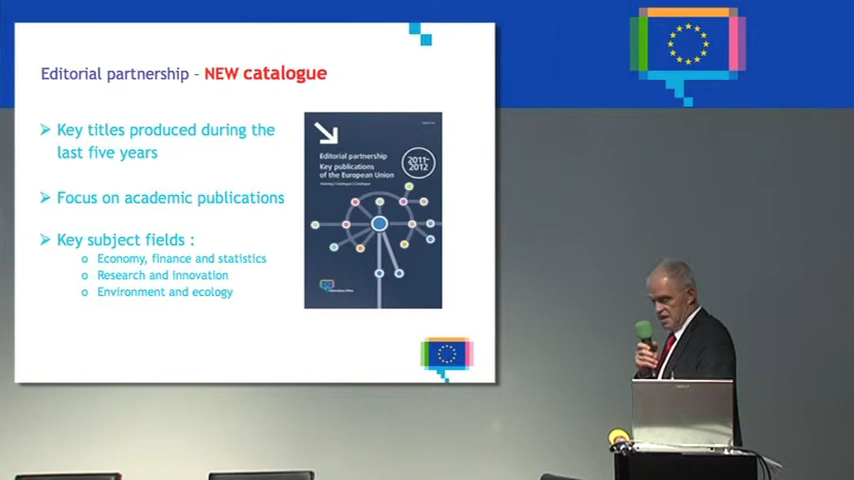 Editorial partnership – NEW catalogue
➢ Key titles produced during the
last five years
➢ Focus on academic publications
➢ Key subject fields :
o Economy, finance and statistics
o Research and innovation
o Environment and ecology
Editorial partnership
Key publications
of the European Union
2011-
2012